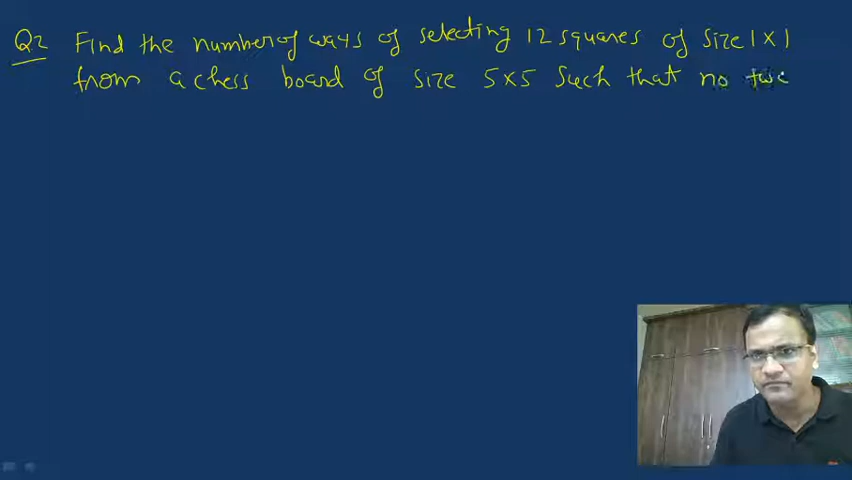 Q2 Find the number of ways of selecting 12 squares of size 1×1
from a chess board of size 5×5 such that no two